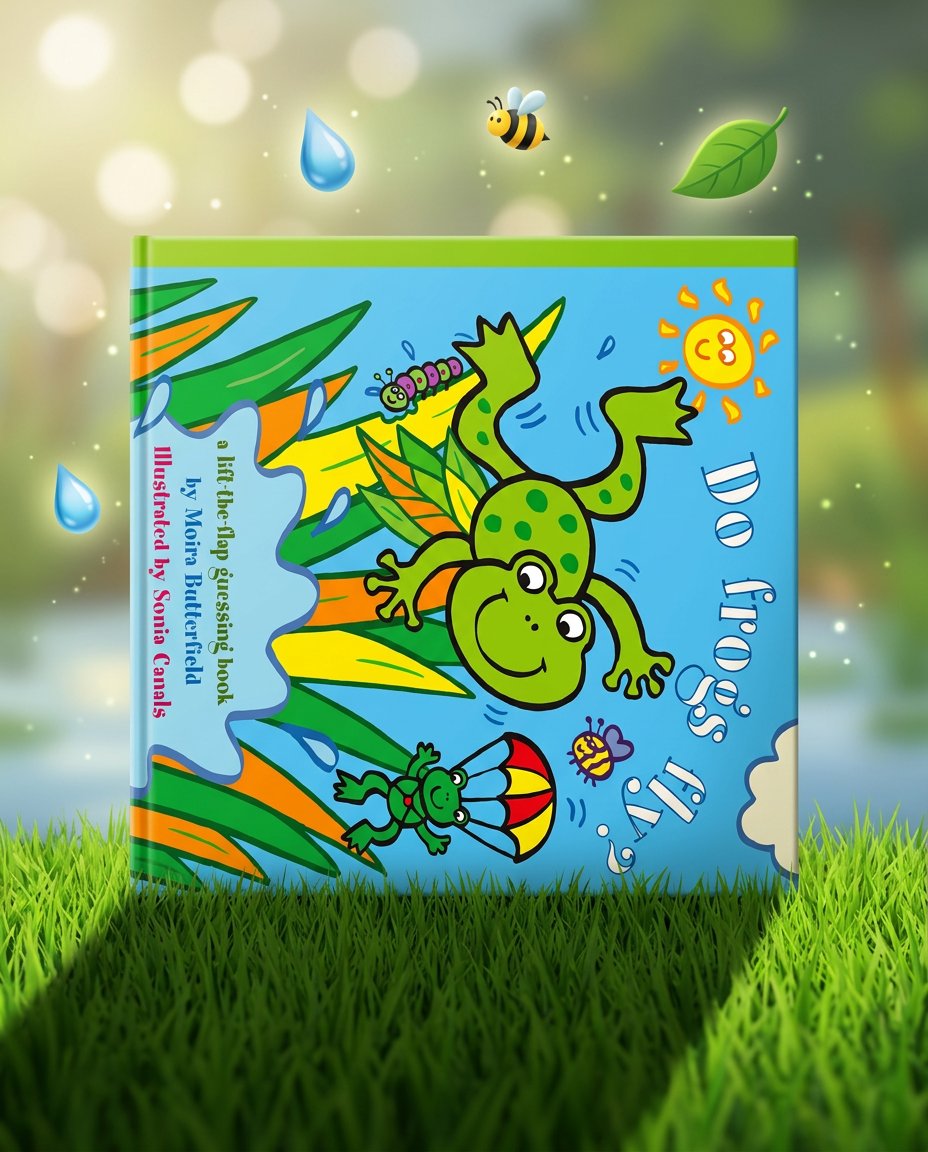 Do frogs fly?
a lift-the-flap guessing book
by Moira Butterfield
Illustrated by Sonia Canals